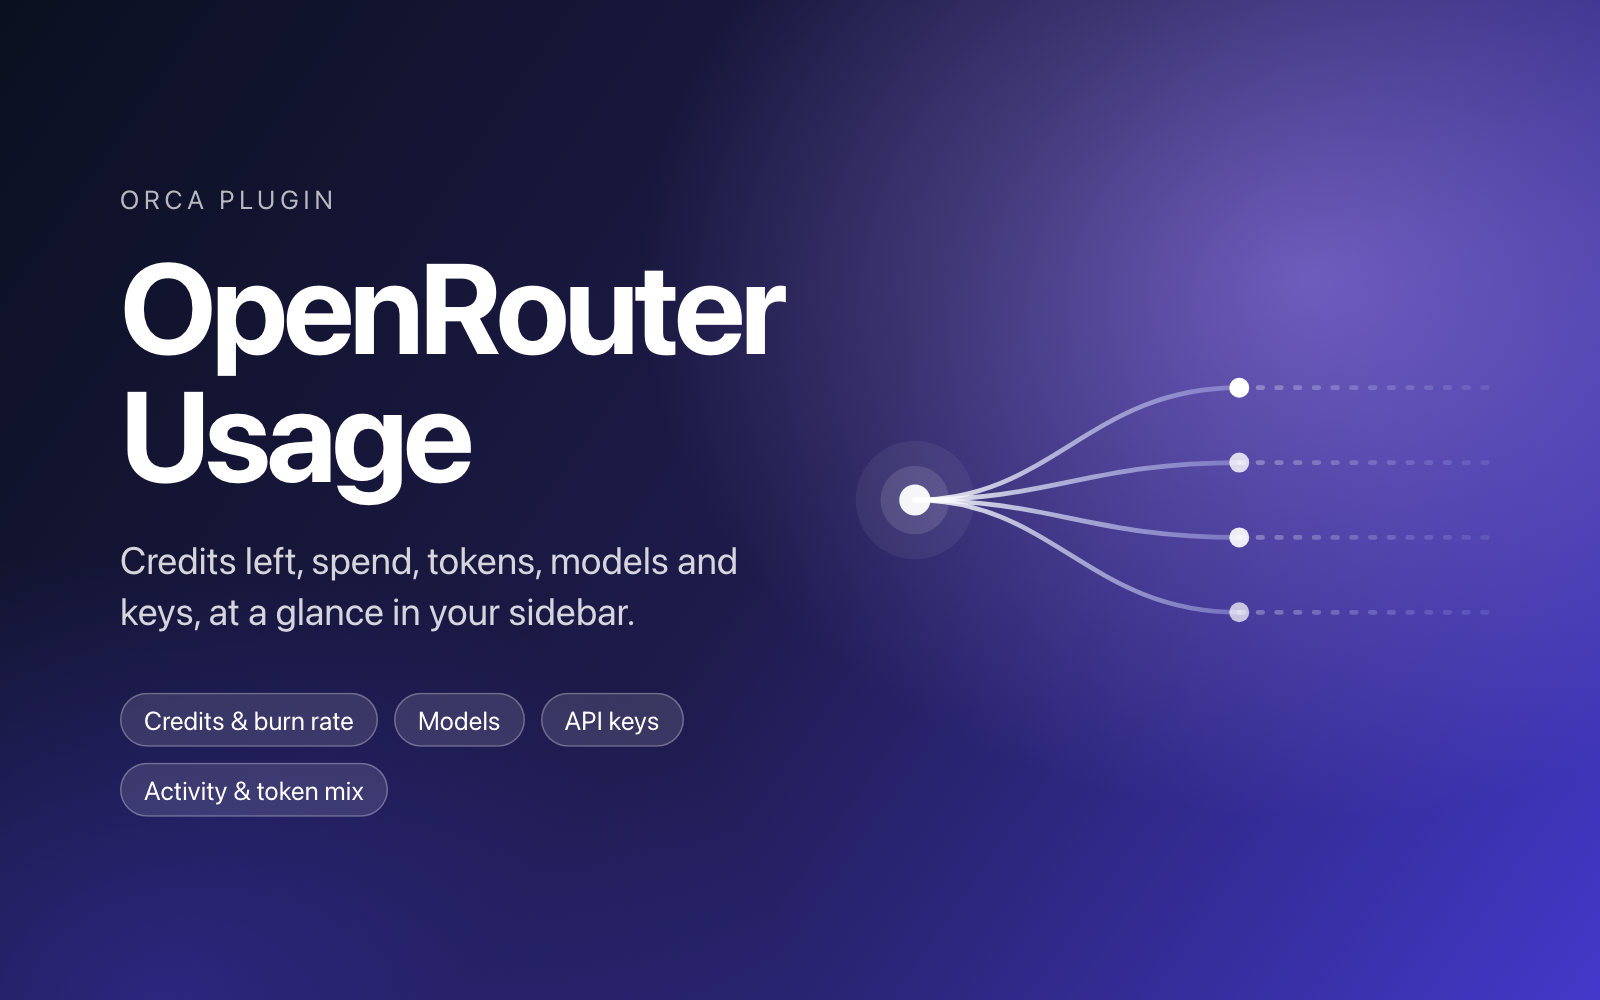 ORCA PLUGIN
OpenRouter
Usage
Credits left, spend, tokens, models and
keys, at a glance in your sidebar.
Credits & burn rate
Models
API keys
Activity & token mix